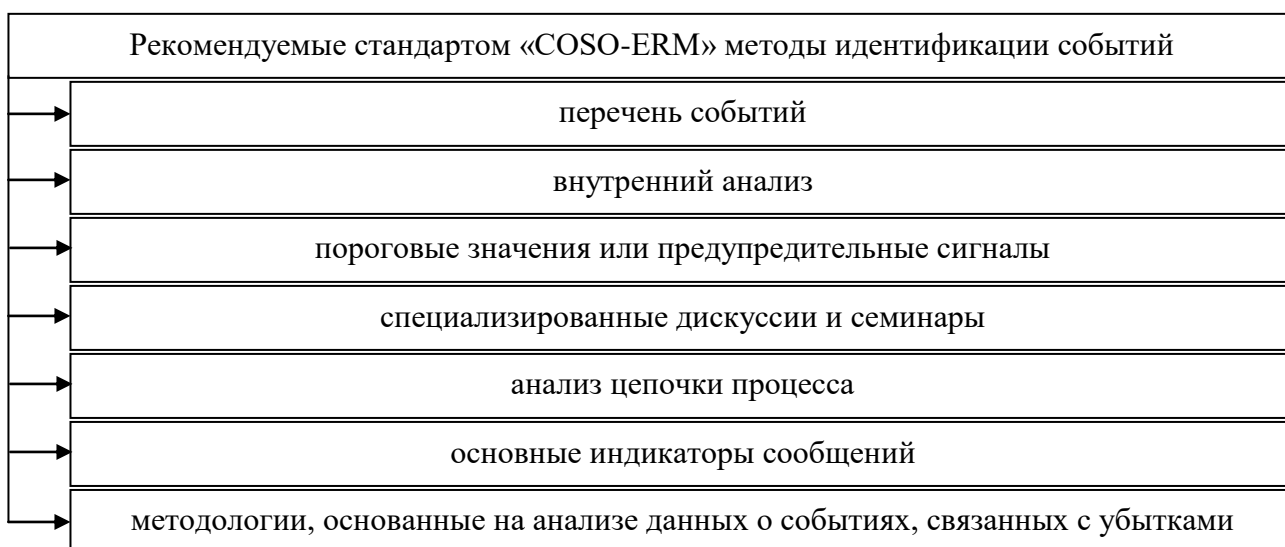 Рекомендуемые стандартом «COSO-ERM» методы идентификации событий
перечень событий
внутренний анализ
пороговые значения или предупредительные сигналы
специализированные дискуссии и семинары
анализ цепочки процесса
основные индикаторы сообщений
методологии, основанные на анализе данных о событиях, связанных с убытками